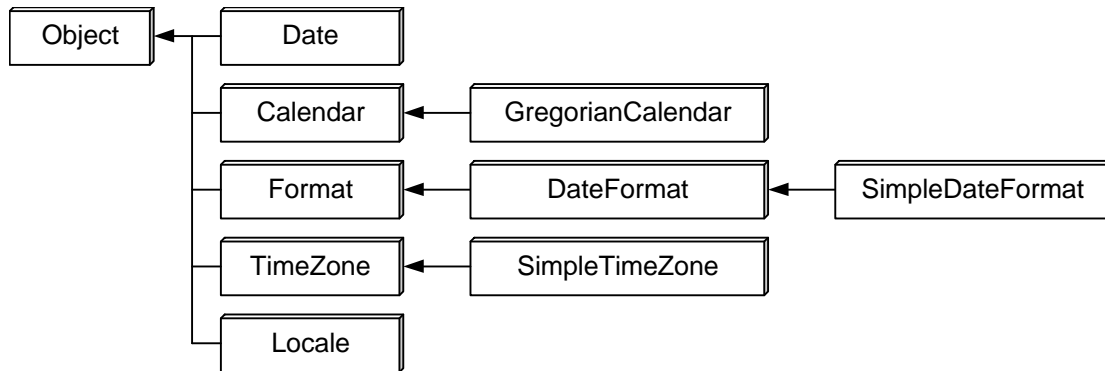 Object
Date
Calendar
GregorianCalendar
Format
DateFormat
SimpleDateFormat
TimeZone
SimpleTimeZone
Locale